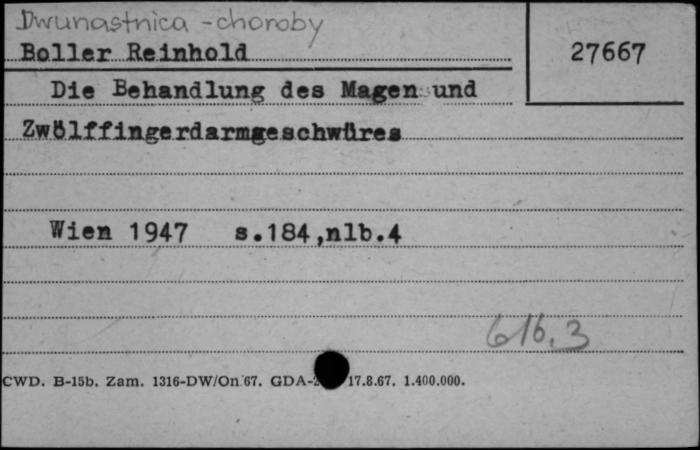 Dwunastnica - choroby
Boller Reinhold
27667
Die Behandlung des Magen und
Zwölffingerdarmgeschwüres
Wien 1947 s.184,nlb.4
616.3
CWD. B-15b. Zam. 1316-DW/On 67. GDA- 17.8.67. 1.400.000.